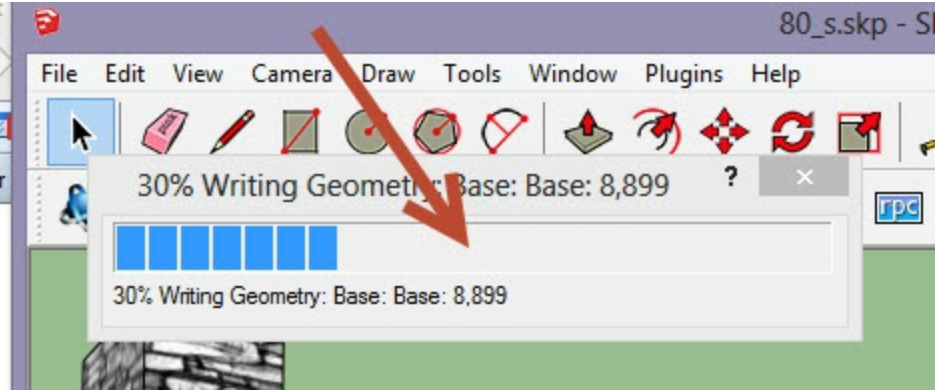 80_s.skp - S
File Edit View Camera Draw Tools Window Plugins Help
30% Writing Geometry: Base: Base: 8,899 ?
rpc
30% Writing Geometry: Base: Base: 8,899